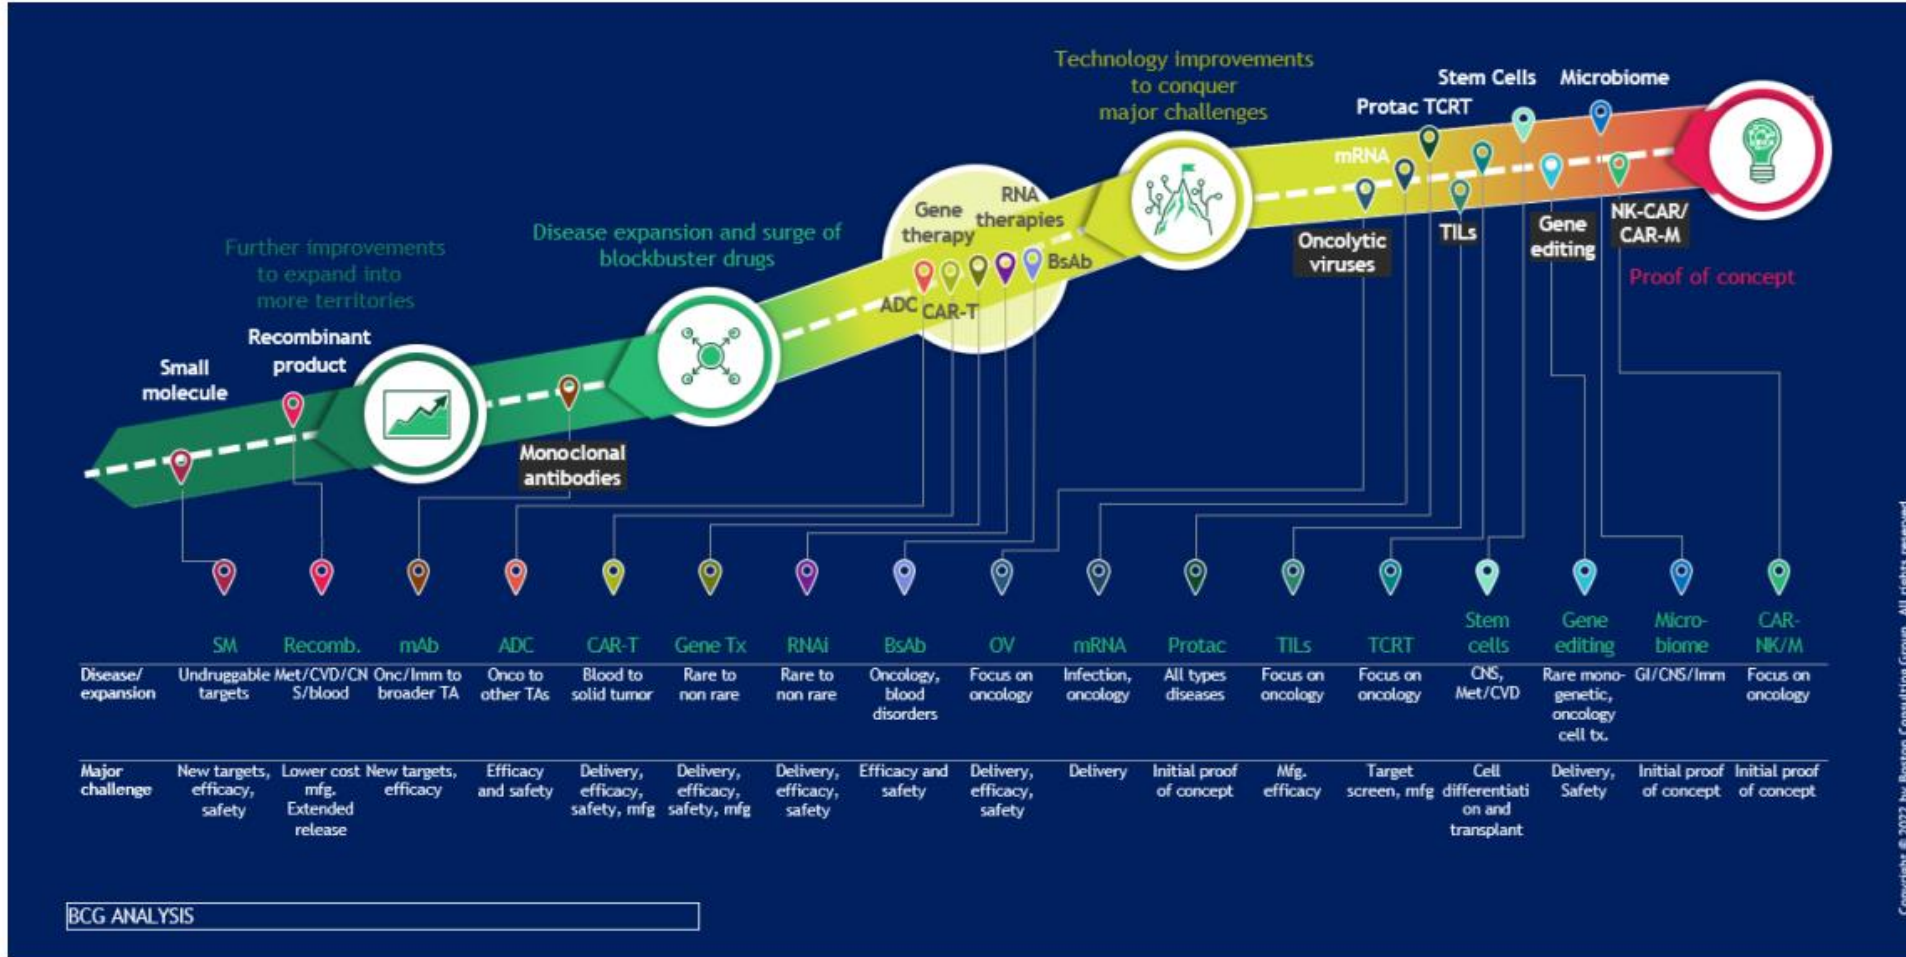 Technology improvements
to conquer
major challenges
Stem Cells
Microbiome
Protac TCRT
mRNA
RNA
therapies
Gene
therapy
Disease expansion and surge of
blockbuster drugs
Further improvements
to expand into
more territories
Oncolytic
viruses
TILs
Gene
editing
NK-CAR/
CAR-M
Proof of concept
BsAb
ADC
CAR-T
Recombinant
product
Small
molecule
Monoclonal
antibodies
SM
Recomb.
mAb
ADC
CAR-T
Gene Tx
RNAi
BsAb
OV
mRNA
Protac
TILs
TCRT
Stem
cells
Gene
editing
Micro-
biome
CAR-
NK/M
Disease/
expansion
Undruggable
targets
Met/CVD/CN
S/blood
Onc/Imm to
broader TA
Onco to
other TAs
Blood to
solid tumor
Rare to
non rare
Rare to
non rare
Oncology,
blood
disorders
Focus on
oncology
Infection,
oncology
All types
diseases
Focus on
oncology
Focus on
oncology
CNS,
Met/CVD
Rare mono-
genetic,
oncology
cell tx.
GI/CNS/Imm
Focus on
oncology
Major
challenge
New targets,
efficacy,
safety
Lower cost
mfg.
Extended
release
New targets,
efficacy
Efficacy
and safety
Delivery,
efficacy,
safety, mfg
Delivery,
efficacy,
safety, mfg
Delivery,
efficacy,
safety
Efficacy and
safety
Delivery,
efficacy,
safety
Delivery
Initial proof
of concept
Mfg.
efficacy
Target
screen, mfg
Cell
differentiati
on and
transplant
Delivery,
Safety
Initial proof
of concept
Initial proof
of concept
BCG ANALYSIS
Copyright © 2022 by Boston Consulting Group. All rights reserved